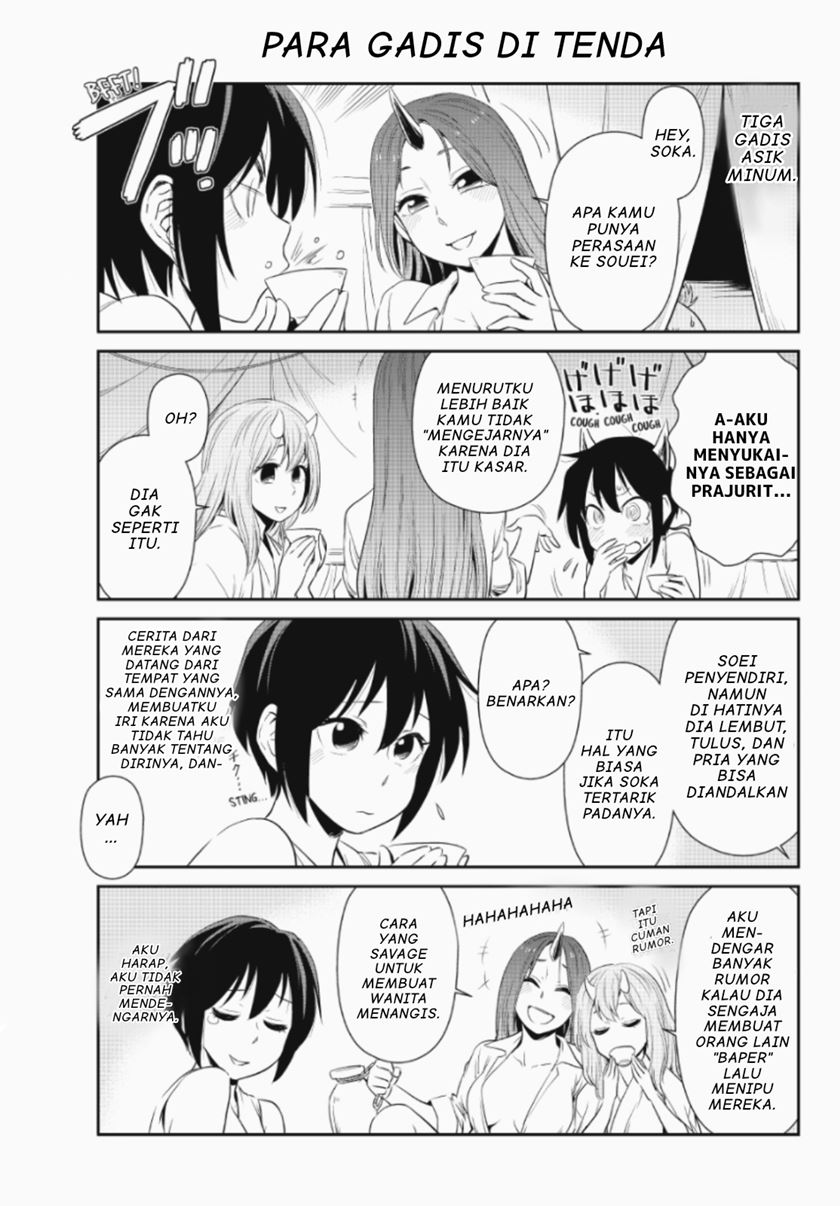 PARA GADIS DI TENDA
TIGA
GADIS
ASIK
MINUM.
HEY,
SOKA.
APA KAMU
PUNYA
PERASAAN
KE SOUEI?
BFFT!
ブッ
A-AKU
HANYA
MENYUKAI-
NYA SEBAGAI
PRAJURIT...
げほ
げほ
げほ
COUGH COUGH
COUGH
MENURUTKU
LEBIH BAIK
KAMU TIDAK
"MENGEJARNYA"
KARENA DIA
ITU KASAR.
OH?
DIA
GAK
SEPERTI
ITU.
SOEI
PENYENDIRI,
NAMUN
DI HATINYA
DIA LEMBUT,
TULUS, DAN
PRIA YANG
BISA
DIANDALKAN
ITU
HAL YANG
BIASA
JIKA SOKA
TERTARIK
PADANYA.
APA?
BENARKAN?
CERITA DARI
MEREKA YANG
DATANG DARI
TEMPAT YANG
SAMA DENGANNYA,
MEMBUATKU
IRI KARENA AKU
TIDAK TAHU
BANYAK TENTANG
DIRINYA, DAN-
チク...
STING...
YAH
...
AKU
MEN-
DENGAR
BANYAK
RUMOR
KALAU DIA
SENGAJA
MEMBUAT
ORANG LAIN
"BAPER"
LALU
MENIPU
MEREKA.
TAPI
ITU
CUMAN
RUMOR.
HAHAHAHAHA
CARA
YANG
SAVAGE
UNTUK
MEMBUAT
WANITA
MENANGIS.
AKU
HARAP,
AKU TIDAK
PERNAH
MENDE-
NGARNYA.